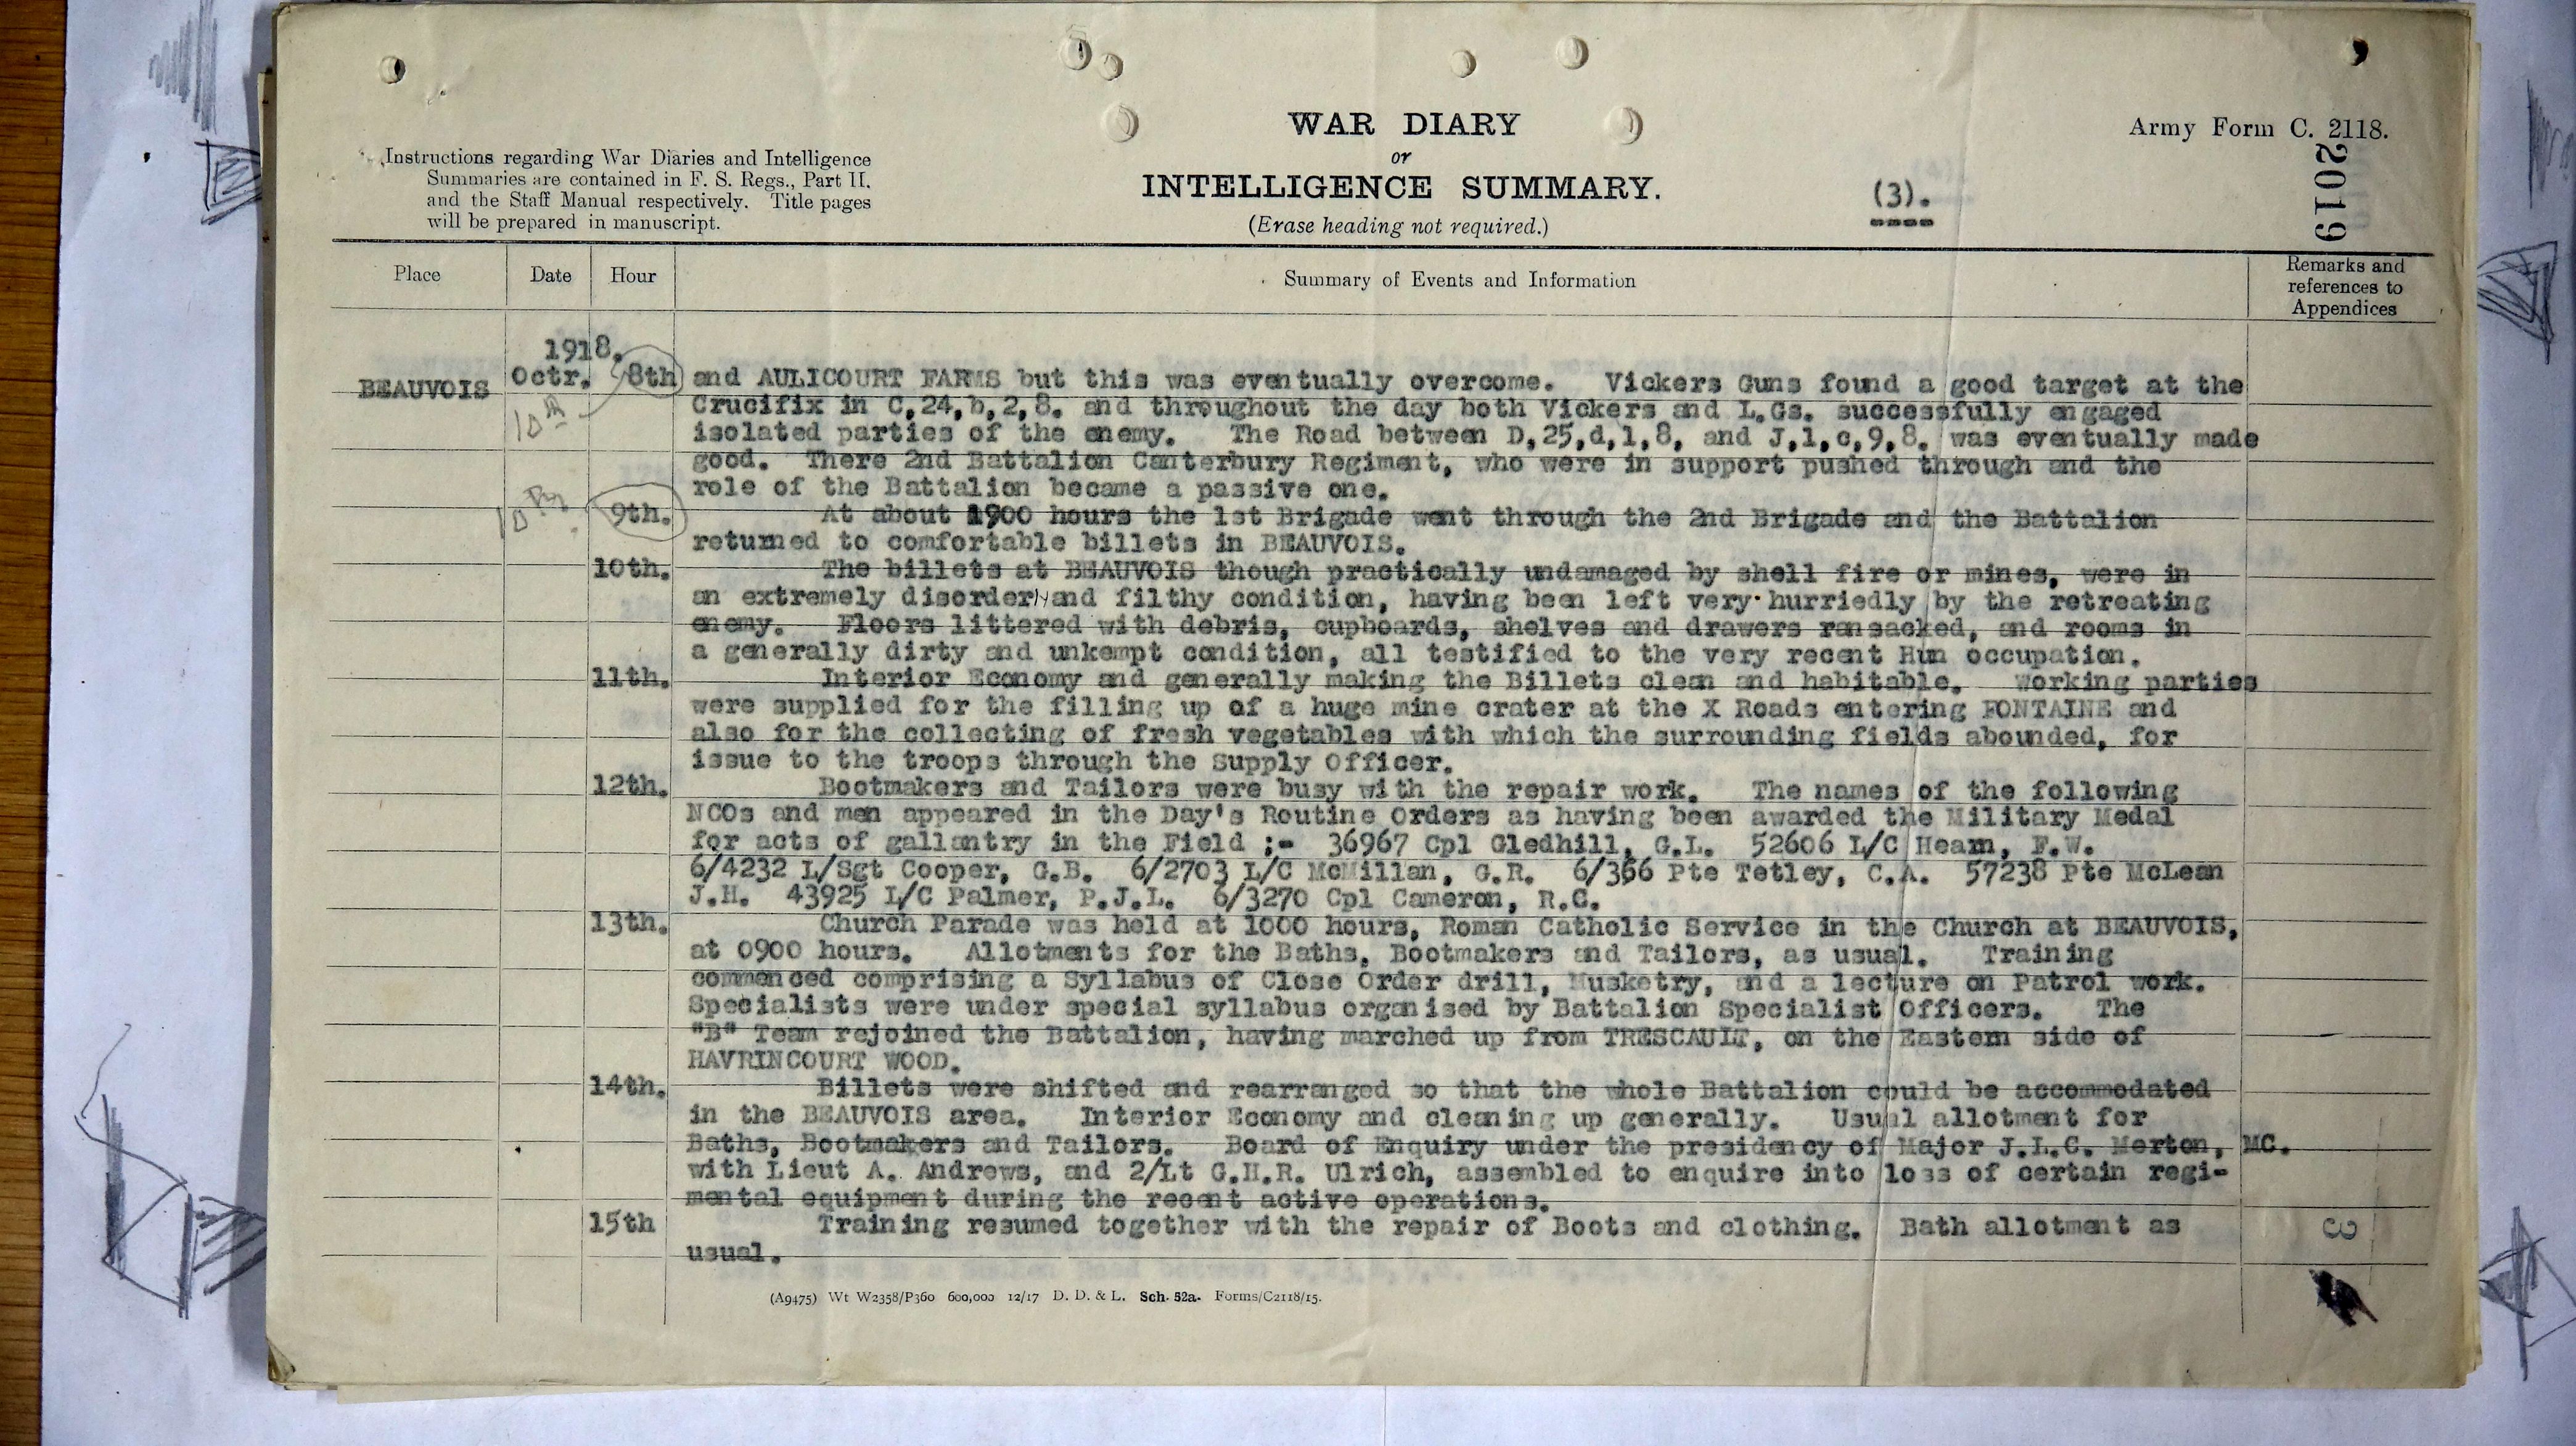 WAR DIARY
or
INTELLIGENCE SUMMARY.
(Erase heading not required.)
Army Form C. 2118.
2019
(3).
Instructions regarding War Diaries and Intelligence
Summaries are contained in F. S. Regs., Part II.
and the Staff Manual respectively. Title pages
will be prepared in manuscript.
Place Date Hour Summary of Events and Information Remarks and
references to
Appendices
1918.
BEAUVOIS Octr. 8th and AULICOURT FARMS but this was eventually overcome. Vickers Guns found a good target at the
10th Crucifix in C,24,b,2,8. and throughout the day both Vickers and L.Gs. successfully engaged
isolated parties of the enemy. The Road between D,25,d,1,8, and J,1,c,9,8. was eventually made
good. There 2nd Battalion Canterbury Regiment, who were in support pushed through and the
role of the Battalion became a passive one.
9th. At about 1900 hours the 1st Brigade went through the 2nd Brigade and the Battalion
returned to comfortable billets in BEAUVOIS.
10th. The billets at BEAUVOIS though practically undamaged by shell fire or mines, were in
an extremely disorderly and filthy condition, having been left very hurriedly by the retreating
enemy. Floors littered with debris, cupboards, shelves and drawers ransacked, and rooms in
a generally dirty and unkempt condition, all testified to the very recent Hun occupation.
11th. Interior Economy and generally making the Billets clean and habitable. Working parties
were supplied for the filling up of a huge mine crater at the X Roads entering FONTAINE and
also for the collecting of fresh vegetables with which the surrounding fields abounded, for
issue to the troops through the Supply Officer.
12th. Bootmakers and Tailors were busy with the repair work. The names of the following
NCOs and men appeared in the Day's Routine Orders as having been awarded the Military Medal
for acts of gallantry in the Field ;- 36967 Cpl Gledhill, G.L. 52606 L/C Hearn, F.W.
6/4232 L/Sgt Cooper, G.B. 6/2703 L/C McMillan, G.R. 6/366 Pte Tetley, C.A. 57238 Pte McLean
J.H. 43925 L/C Palmer, P.J.L. 6/3270 Cpl Cameron, R.C.
13th. Church Parade was held at 1000 hours, Roman Catholic Service in the Church at BEAUVOIS,
at 0900 hours. Allotments for the Baths, Bootmakers and Tailors, as usual. Training
commenced comprising a Syllabus of Close Order drill, Musketry, and a lecture on Patrol work.
Specialists were under special syllabus organised by Battalion Specialist Officers. The
"B" Team rejoined the Battalion, having marched up from TRESCAULT, on the Eastern side of
HAVRINCOURT WOOD.
14th. Billets were shifted and rearranged so that the whole Battalion could be accommodated
in the BEAUVOIS area. Interior Economy and cleaning up generally. Usual allotment for
Baths, Bootmakers and Tailors. Board of Enquiry under the presidency of Major J.L.C. Merton, MC.
with Lieut A. Andrews, and 2/Lt G.H.R. Ulrich, assembled to enquire into loss of certain regi-
mental equipment during the recent active operations.
15th Training resumed together with the repair of Boots and clothing. Bath allotment as
usual.
3
(A9475) Wt W2358/P360 600,000 12/17 D. D. & L. Sch. 52a. Forms/C2118/15.